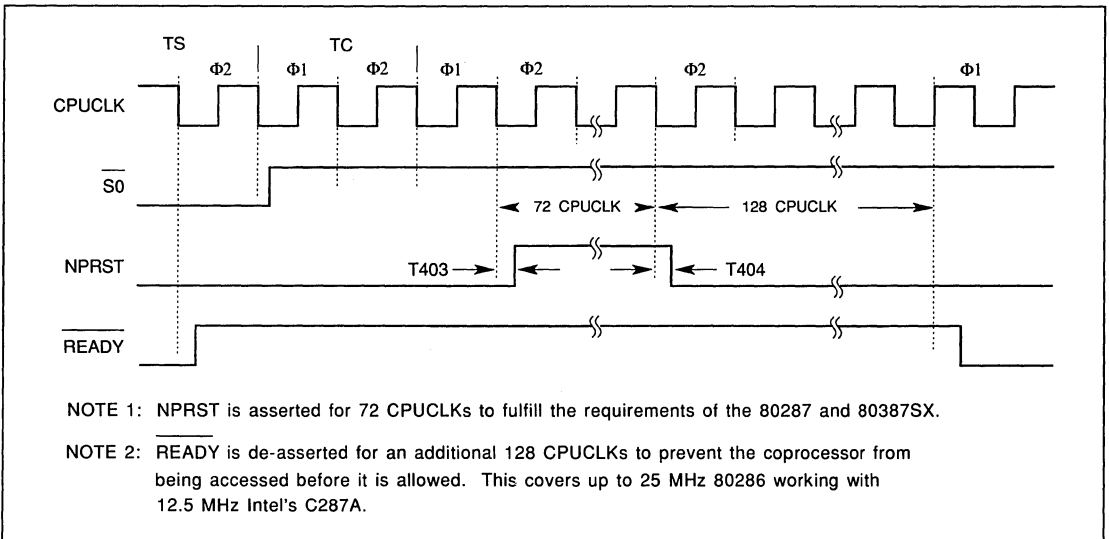 TS TC
Φ2 Φ1 Φ2 Φ1 Φ2 Φ2 Φ1
CPUCLK
S0
72 CPUCLK 128 CPUCLK
NPRST T403 T404
READY
NOTE 1: NPRST is asserted for 72 CPUCLKs to fulfill the requirements of the 80287 and 80387SX.
NOTE 2: READY is de-asserted for an additional 128 CPUCLKs to prevent the coprocessor from
being accessed before it is allowed. This covers up to 25 MHz 80286 working with
12.5 MHz Intel's C287A.